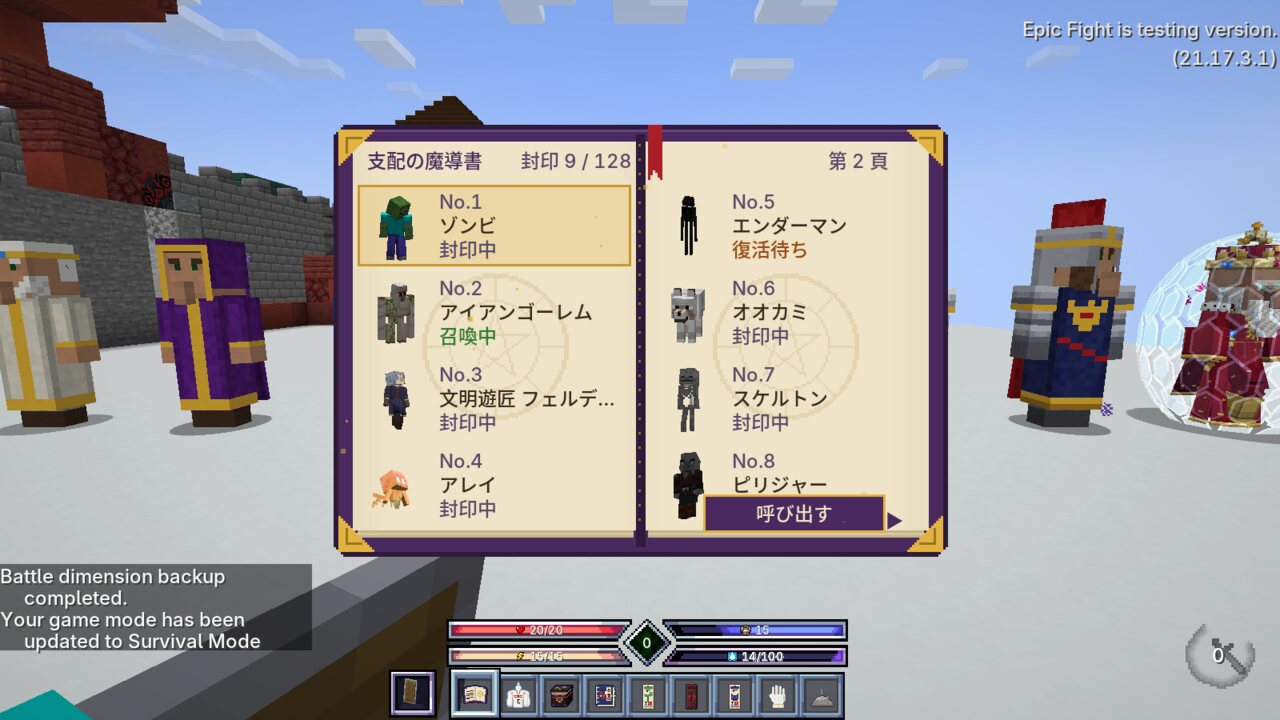 Epic Fight is testing version.
(21.17.3.1)
支配の魔導書 封印 9 / 128
No.1
ゾンビ
封印中
No.2
アイアンゴーレム
召喚中
No.3
文明遊匠 フェルデ...
封印中
No.4
アレイ
封印中
第 2 頁
No.5
エンダーマン
復活待ち
No.6
オオカミ
封印中
No.7
スケルトン
封印中
No.8
ピリジャー
呼び出す
Battle dimension backup
completed.
Your game mode has been
updated to Survival Mode
20/20
0
15
15/15
14/100
0